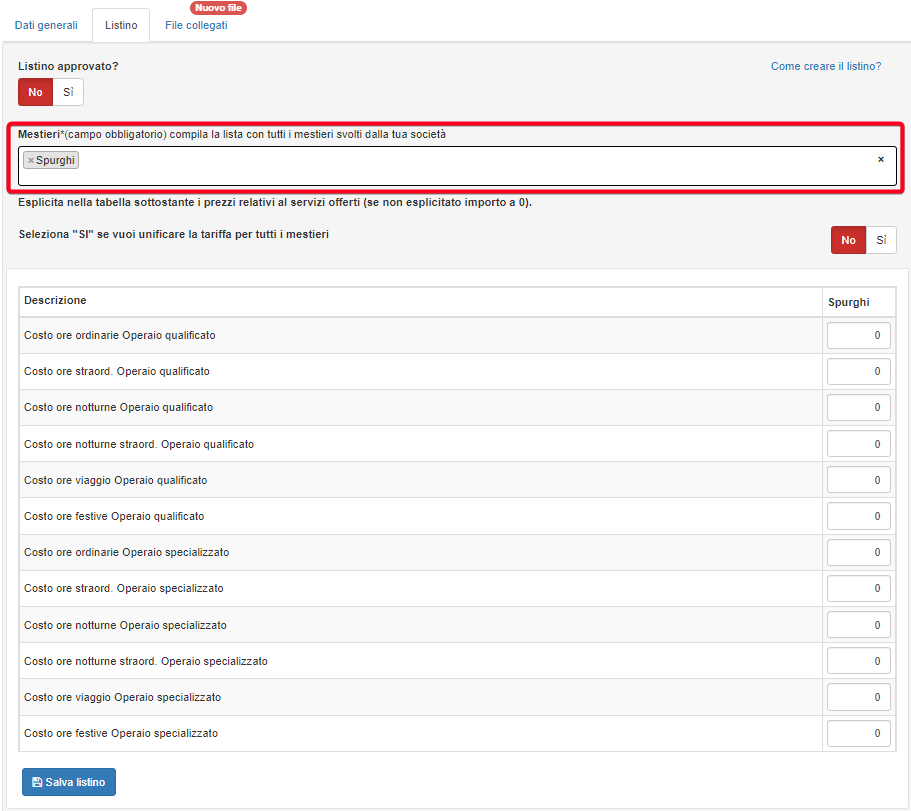 Nuovo file
Dati generali
Listino
File collegati
Listino approvato?
Come creare il listino?
No
Sì
Mestieri*(campo obbligatorio) compila la lista con tutti i mestieri svolti dalla tua società
×Spurghi
×
Esplicita nella tabella sottostante i prezzi relativi al servizi offerti (se non esplicitato importo a 0).
Seleziona "SI" se vuoi unificare la tariffa per tutti i mestieri
No
Sì
Descrizione
Spurghi
Costo ore ordinarie Operaio qualificato
0
Costo ore straord. Operaio qualificato
0
Costo ore notturne Operaio qualificato
0
Costo ore notturne straord. Operaio qualificato
0
Costo ore viaggio Operaio qualificato
0
Costo ore festive Operaio qualificato
0
Costo ore ordinarie Operaio specializzato
0
Costo ore straord. Operaio specializzato
0
Costo ore notturne Operaio specializzato
0
Costo ore notturne straord. Operaio specializzato
0
Costo ore viaggio Operaio specializzato
0
Costo ore festive Operaio specializzato
0
Salva listino